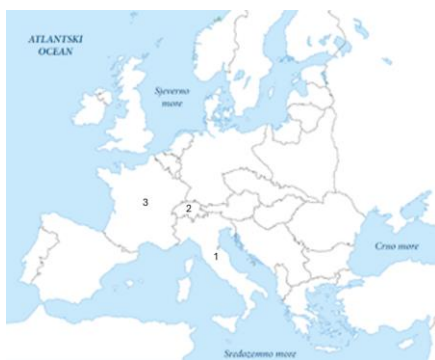 ATLANTSKI
OCEAN
Sjeverno
more
3
2
1
Crno more
Sredozemno more